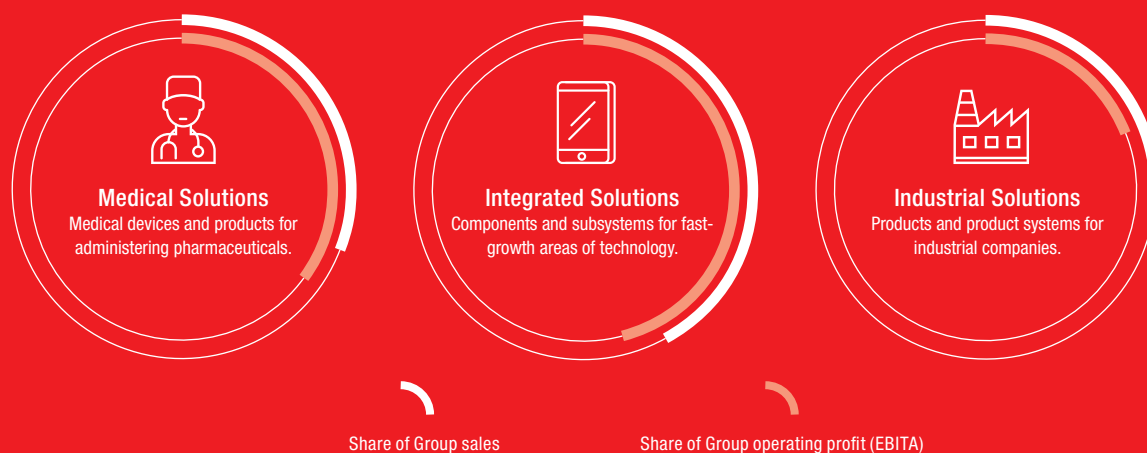 Medical Solutions
Medical devices and products for
administering pharmaceuticals.
Integrated Solutions
Components and subsystems for fast-
growth areas of technology.
Industrial Solutions
Products and product systems for
industrial companies.
Share of Group sales
Share of Group operating profit (EBITA)